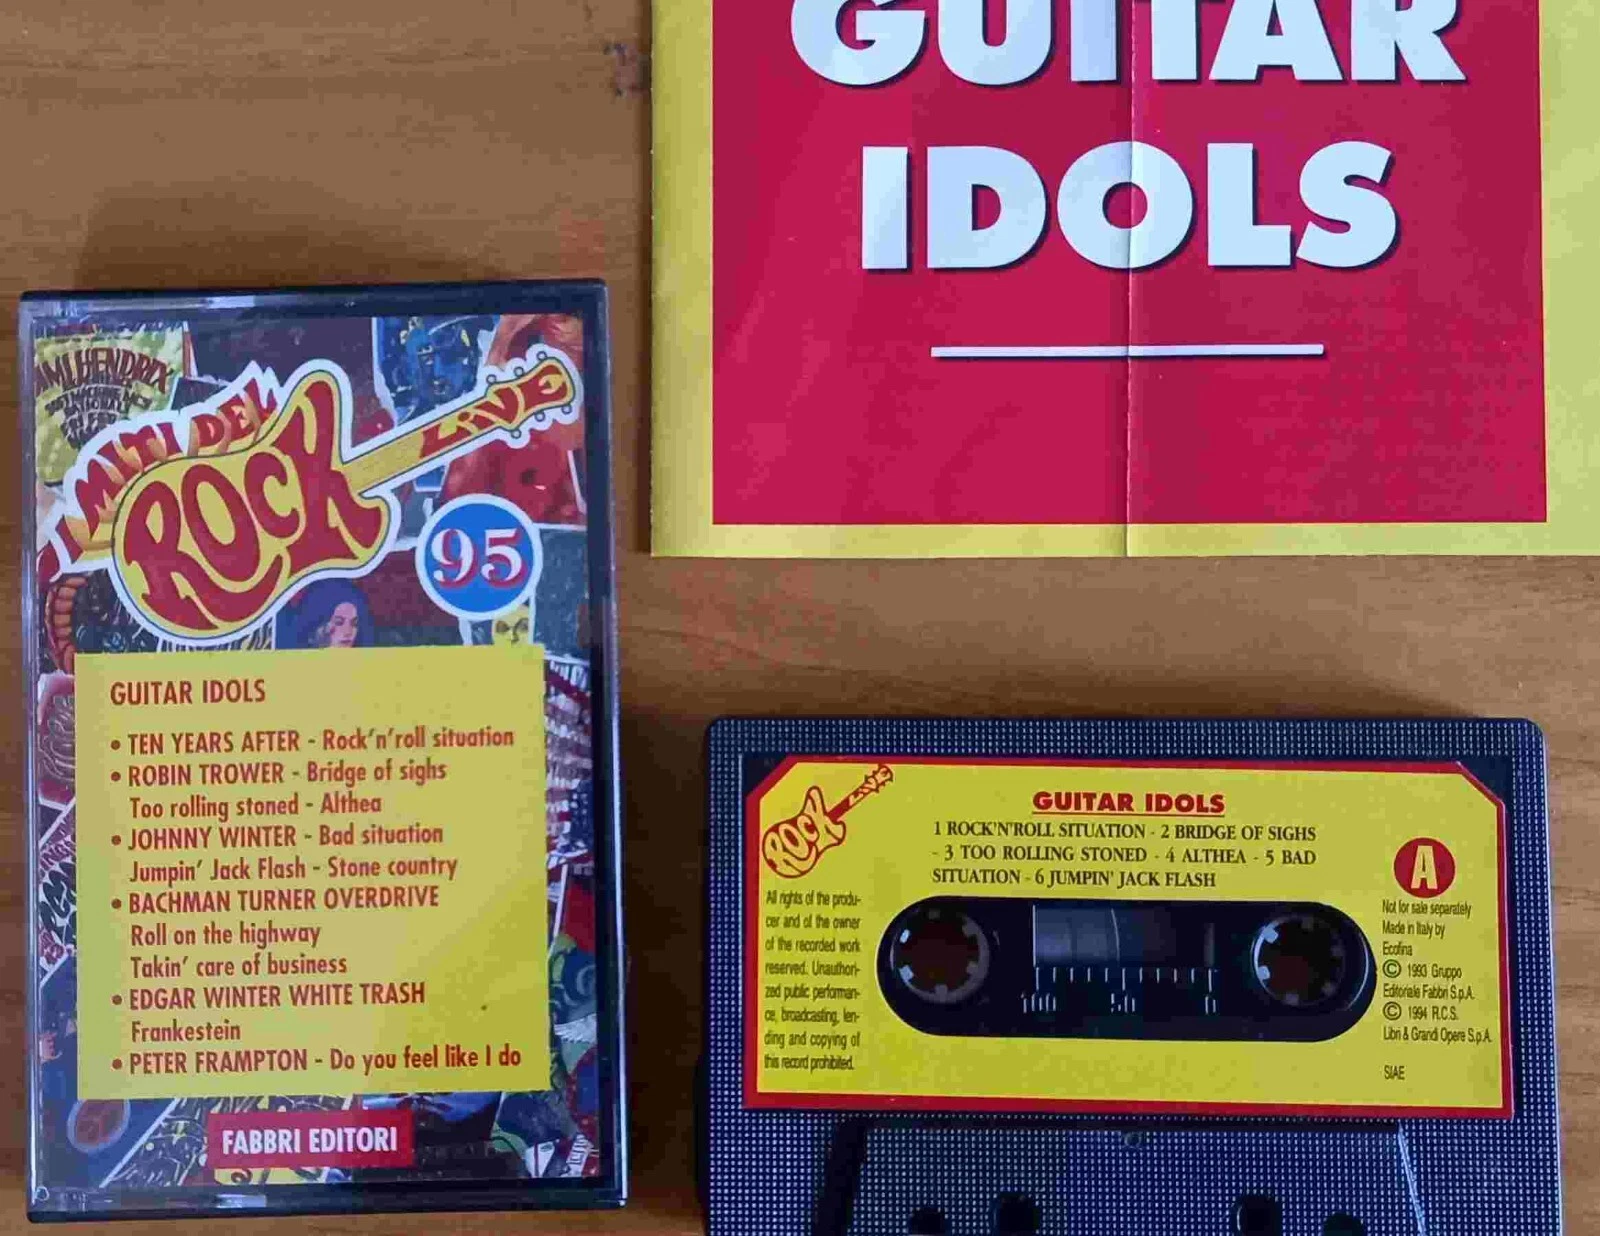 GUITAR
IDOLS
JIMI HENDRIX
I MITI DEL
ROCK
LIVE
95
GUITAR IDOLS
• TEN YEARS AFTER - Rock'n'roll situation
• ROBIN TROWER - Bridge of sighs
Too rolling stoned - Althea
• JOHNNY WINTER - Bad situation
Jumpin' Jack Flash - Stone country
• BACHMAN TURNER OVERDRIVE
Roll on the highway
Takin' care of business
• EDGAR WINTER WHITE TRASH
Frankestein
• PETER FRAMPTON - Do you feel like I do
FABBRI EDITORI
ROCK
LIVE
GUITAR IDOLS
1 ROCK'N'ROLL SITUATION - 2 BRIDGE OF SIGHS
- 3 TOO ROLLING STONED - 4 ALTHEA - 5 BAD
SITUATION - 6 JUMPIN' JACK FLASH
All rights of the produ-
cer and of the owner
of the recorded work
reserved. Unauthori-
zed public performan-
ce, broadcasting, len-
ding and copying of
this record prohibited.
A
Not for sale separately
Made in Italy by
Ecofina
© 1993 Gruppo
Editoriale Fabbri S.p.A.
© 1994 R.C.S.
Libri & Grandi Opere S.p.A.
SIAE
100 50 0